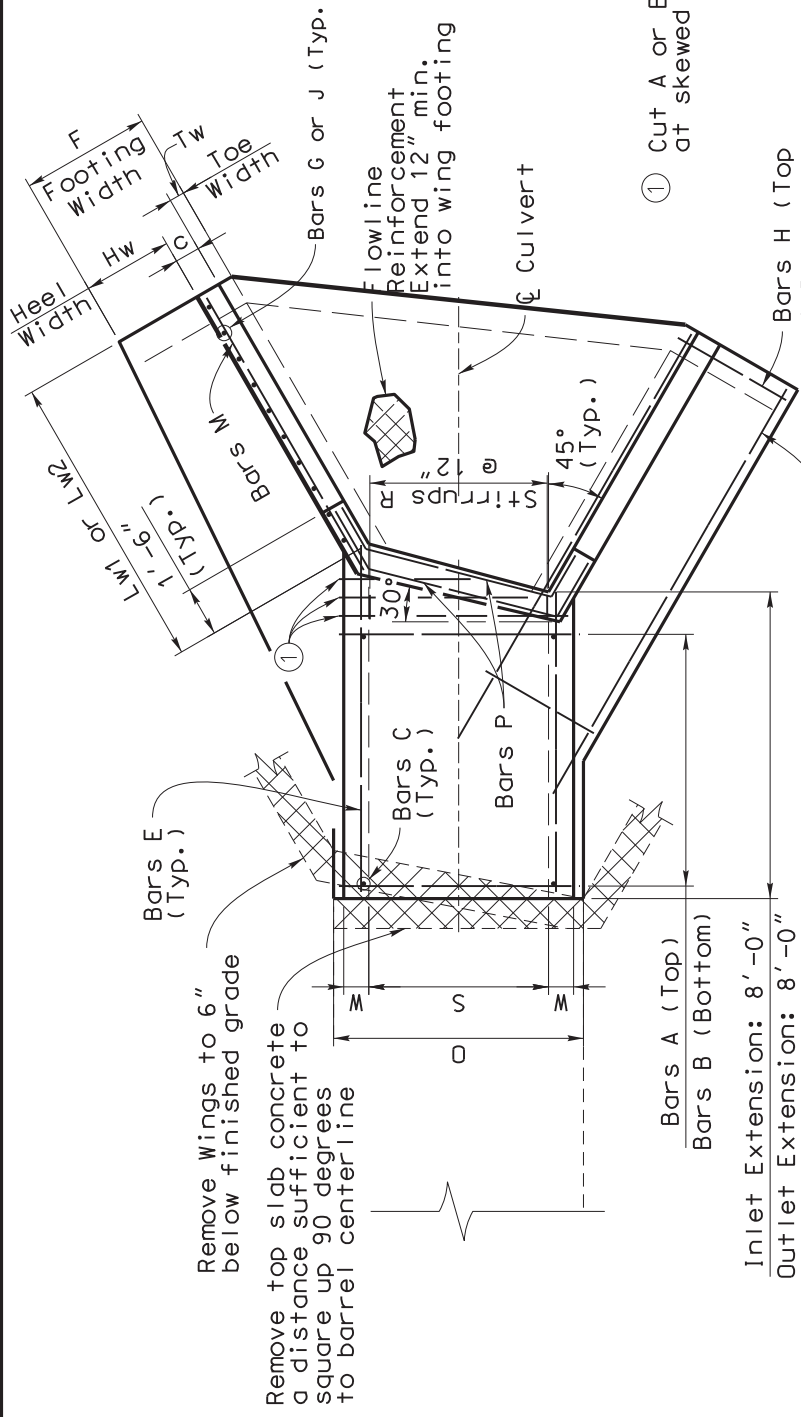 Remove Wings to 6"
below finished grade
Remove top slab concrete
a distance sufficient to
square up 90 degrees
to barrel centerline
Bars E
(Typ.)
Bars C
(Typ.)
Bars P
1
30°
Lw1 or Lw2
1'-6"
(Typ.)
Heel
Width
Hw
F
Footing
Width
c
Tw
Toe
Width
Bars M
Bars G or J (Typ.
Flowline
Reinforcement
Extend 12" min.
into wing footing
℄ Culvert
Stirrups R
@ 12"
45°
(Typ.)
1 Cut A or B
at skewed
Bars H (Top
W
S
W
O
Bars A (Top)
Bars B (Bottom)
Inlet Extension: 8'-0"
Outlet Extension: 8'-0"